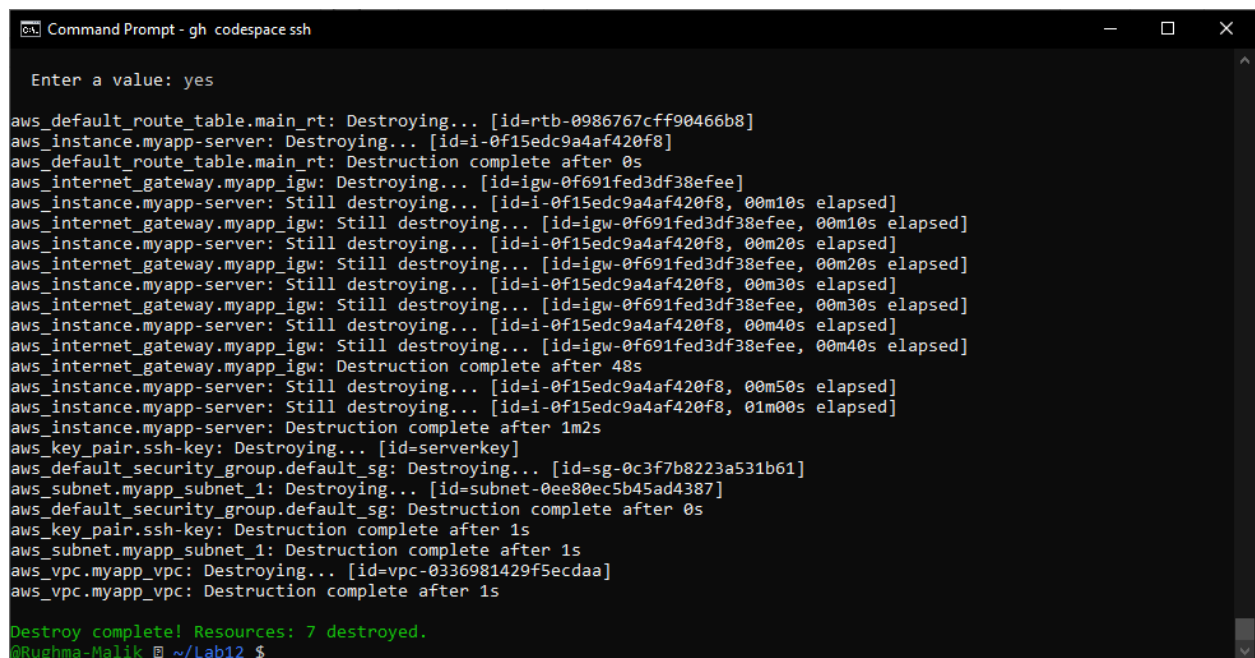 Command Prompt - gh codespace ssh
Enter a value: yes
aws_default_route_table.main_rt: Destroying... [id=rtb-0986767cff90466b8]
aws_instance.myapp-server: Destroying... [id=i-0f15edc9a4af420f8]
aws_default_route_table.main_rt: Destruction complete after 0s
aws_internet_gateway.myapp_igw: Destroying... [id=igw-0f691fed3df38efee]
aws_instance.myapp-server: Still destroying... [id=i-0f15edc9a4af420f8, 00m10s elapsed]
aws_internet_gateway.myapp_igw: Still destroying... [id=igw-0f691fed3df38efee, 00m10s elapsed]
aws_instance.myapp-server: Still destroying... [id=i-0f15edc9a4af420f8, 00m20s elapsed]
aws_internet_gateway.myapp_igw: Still destroying... [id=igw-0f691fed3df38efee, 00m20s elapsed]
aws_instance.myapp-server: Still destroying... [id=i-0f15edc9a4af420f8, 00m30s elapsed]
aws_internet_gateway.myapp_igw: Still destroying... [id=igw-0f691fed3df38efee, 00m30s elapsed]
aws_instance.myapp-server: Still destroying... [id=i-0f15edc9a4af420f8, 00m40s elapsed]
aws_internet_gateway.myapp_igw: Still destroying... [id=igw-0f691fed3df38efee, 00m40s elapsed]
aws_internet_gateway.myapp_igw: Destruction complete after 48s
aws_instance.myapp-server: Still destroying... [id=i-0f15edc9a4af420f8, 00m50s elapsed]
aws_instance.myapp-server: Still destroying... [id=i-0f15edc9a4af420f8, 01m00s elapsed]
aws_instance.myapp-server: Destruction complete after 1m2s
aws_key_pair.ssh-key: Destroying... [id=serverkey]
aws_default_security_group.default_sg: Destroying... [id=sg-0c3f7b8223a531b61]
aws_subnet.myapp_subnet_1: Destroying... [id=subnet-0ee80ec5b45ad4387]
aws_default_security_group.default_sg: Destruction complete after 0s
aws_key_pair.ssh-key: Destruction complete after 1s
aws_subnet.myapp_subnet_1: Destruction complete after 1s
aws_vpc.myapp_vpc: Destroying... [id=vpc-0336981429f5ecdaa]
aws_vpc.myapp_vpc: Destruction complete after 1s
Destroy complete! Resources: 7 destroyed.
@Rughma-Malik ~/Lab12 $